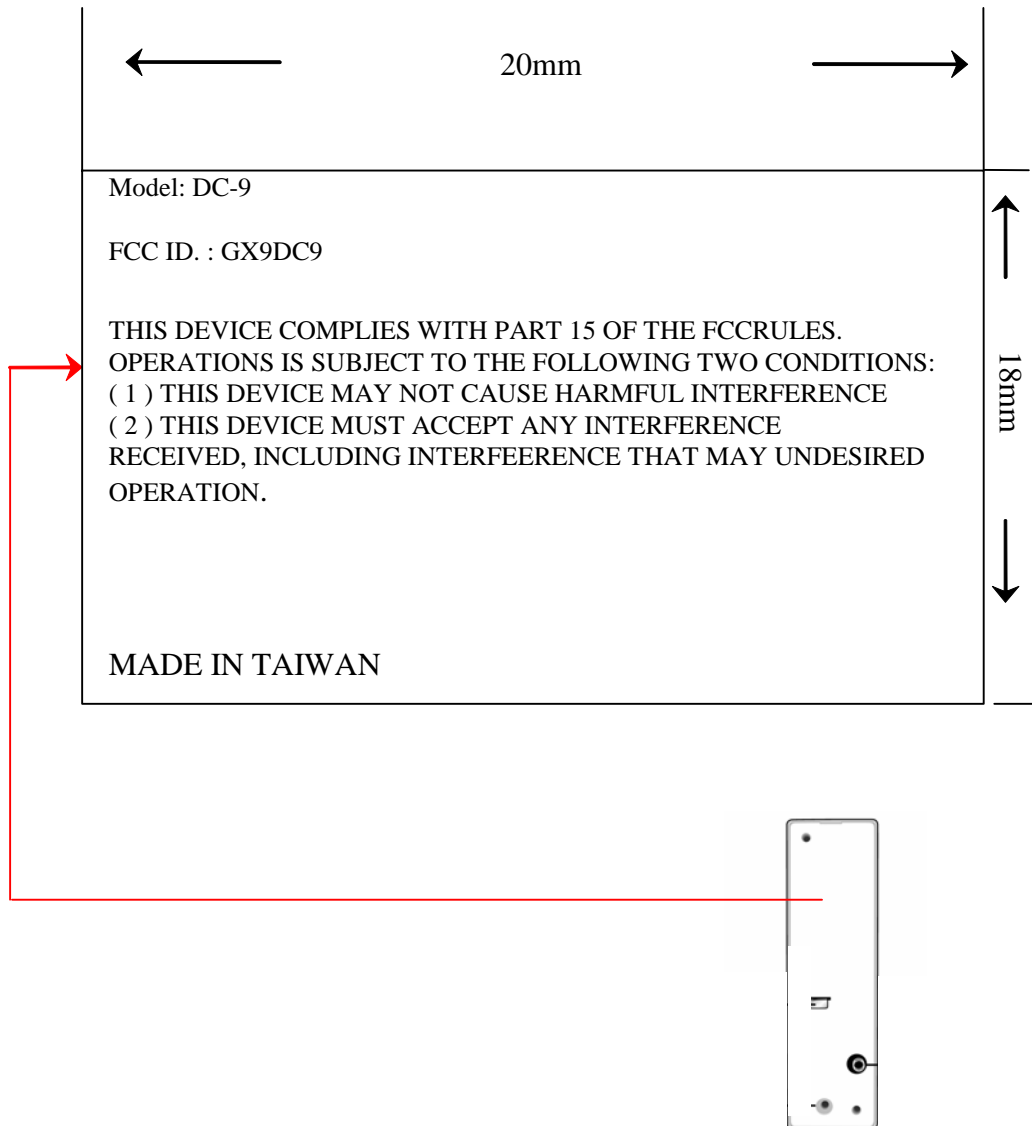 20mm
Model: DC-9
FCC ID. : GX9DC9
THIS DEVICE COMPLIES WITH PART 15 OF THE FCCRULES.
OPERATIONS IS SUBJECT TO THE FOLLOWING TWO CONDITIONS:
( 1 ) THIS DEVICE MAY NOT CAUSE HARMFUL INTERFERENCE
( 2 ) THIS DEVICE MUST ACCEPT ANY INTERFERENCE
RECEIVED, INCLUDING INTERFEERENCE THAT MAY UNDESIRED
OPERATION.
18mm
MADE IN TAIWAN